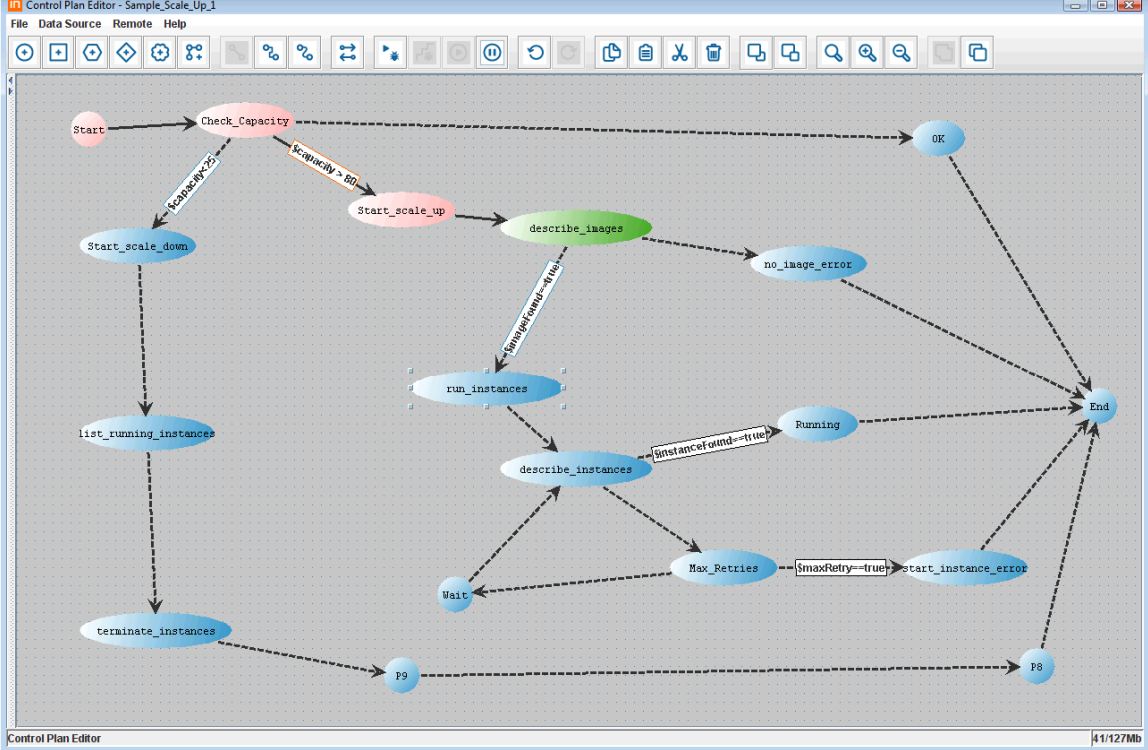 in Control Plan Editor - Sample_Scale_Up_1
File Data Source Remote Help
Start
Check_Capacity
OK
$capacity<25
$capacity > 80
Start_scale_up
describe_images
Start_scale_down
no_image_error
$imageFound==true
run_instances
End
Running
list_running_instances
$instanceFound==true
describe_instances
Max_Retries
$maxRetry==true
start_instance_error
Wait
terminate_instances
P9
P8
Control Plan Editor
41/127Mb